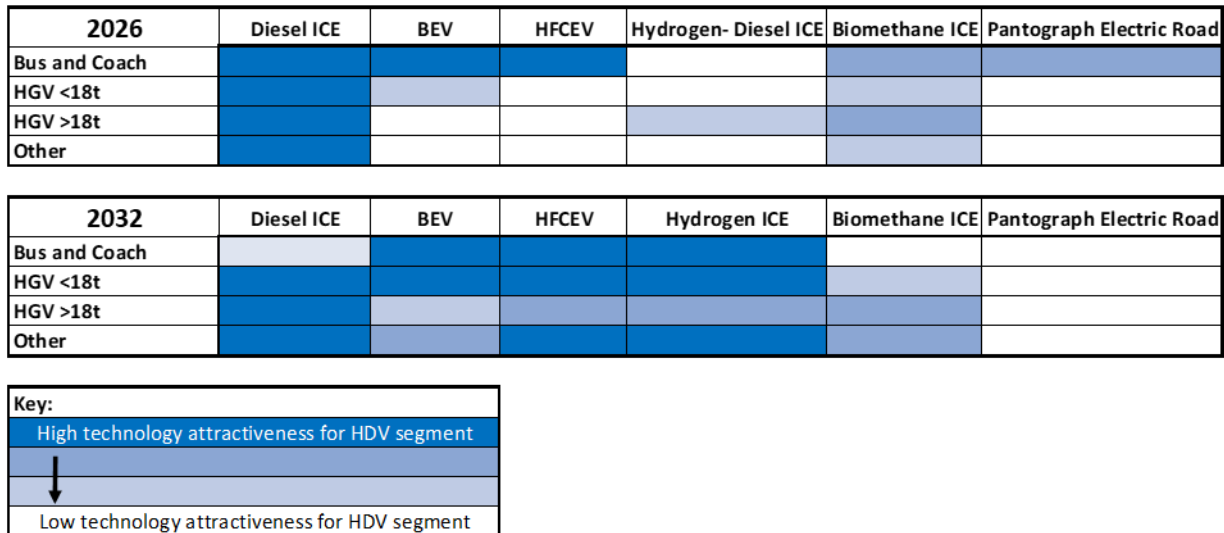 2026 Diesel ICE BEV HFCEV Hydrogen- Diesel ICE Biomethane ICE Pantograph Electric Road
Bus and Coach
HGV <18t
HGV >18t
Other
2032 Diesel ICE BEV HFCEV Hydrogen ICE Biomethane ICE Pantograph Electric Road
Bus and Coach
HGV <18t
HGV >18t
Other
Key:
High technology attractiveness for HDV segment
Low technology attractiveness for HDV segment